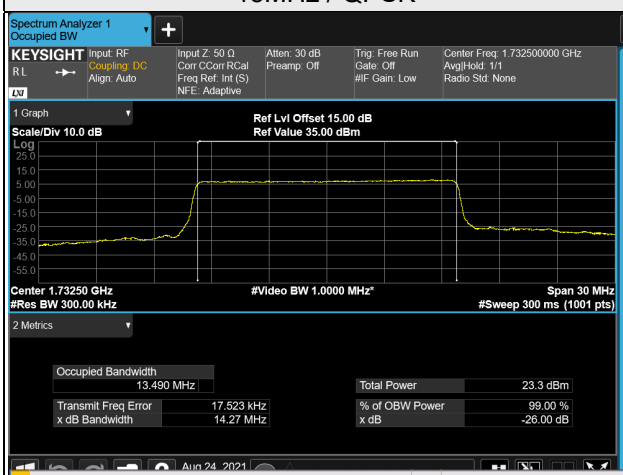 Spectrum Analyzer 1
Occupied BW
+
KEYSIGHT Input: RF Input Z: 50 Ω Atten: 30 dB Trig: Free Run Center Freq: 1.732500000 GHz
RL Coupling: DC Corr CCorr RCal Preamp: Off Gate: Off Avg|Hold: 1/1
Align: Auto Freq Ref: Int (S) #IF Gain: Low Radio Std: None
LXI NFE: Adaptive
1 Graph
Ref Lvl Offset 15.00 dB
Scale/Div 10.0 dB Ref Value 35.00 dBm
Log
25.0
15.0
5.00
-5.00
-15.0
-25.0
-35.0
-45.0
-55.0
Center 1.73250 GHz #Video BW 1.0000 MHz* Span 30 MHz
#Res BW 300.00 kHz #Sweep 300 ms (1001 pts)
2 Metrics
Occupied Bandwidth
13.490 MHz Total Power 23.3 dBm
Transmit Freq Error 17.523 kHz % of OBW Power 99.00 %
x dB Bandwidth 14.27 MHz x dB -26.00 dB
Aug 24, 2021